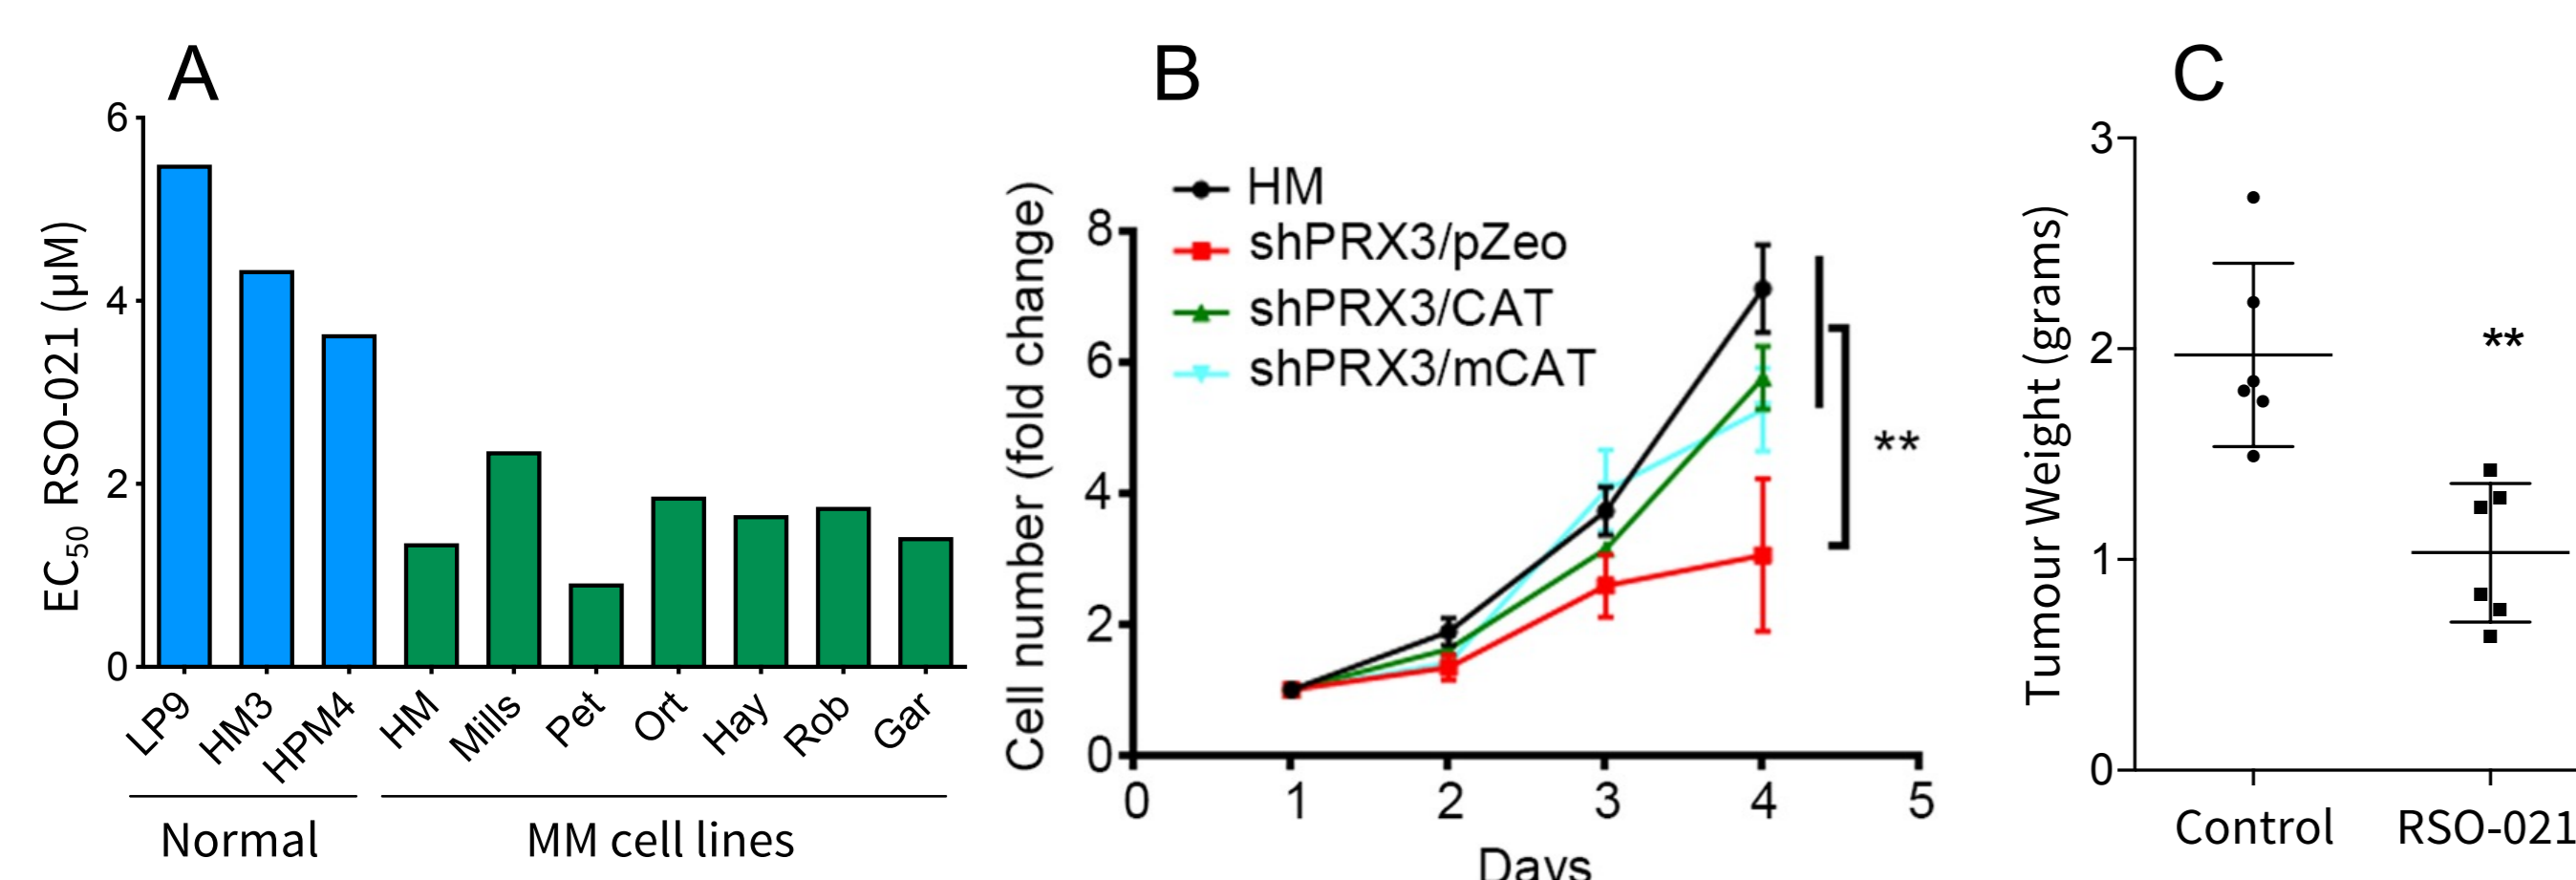 A
6
4
2
0
EC50 RSO-021 (µM)
LP9
HM3
HPM4
HM
Mills
Pet
Ort
Hay
Rob
Gar
Normal
MM cell lines
B
HM
shPRX3/pZeo
shPRX3/CAT
shPRX3/mCAT
8
6
4
2
0
Cell number (fold change)
**
0 1 2 3 4 5
Days
C
3
2
1
0
Tumour Weight (grams)
**
Control
RSO-021